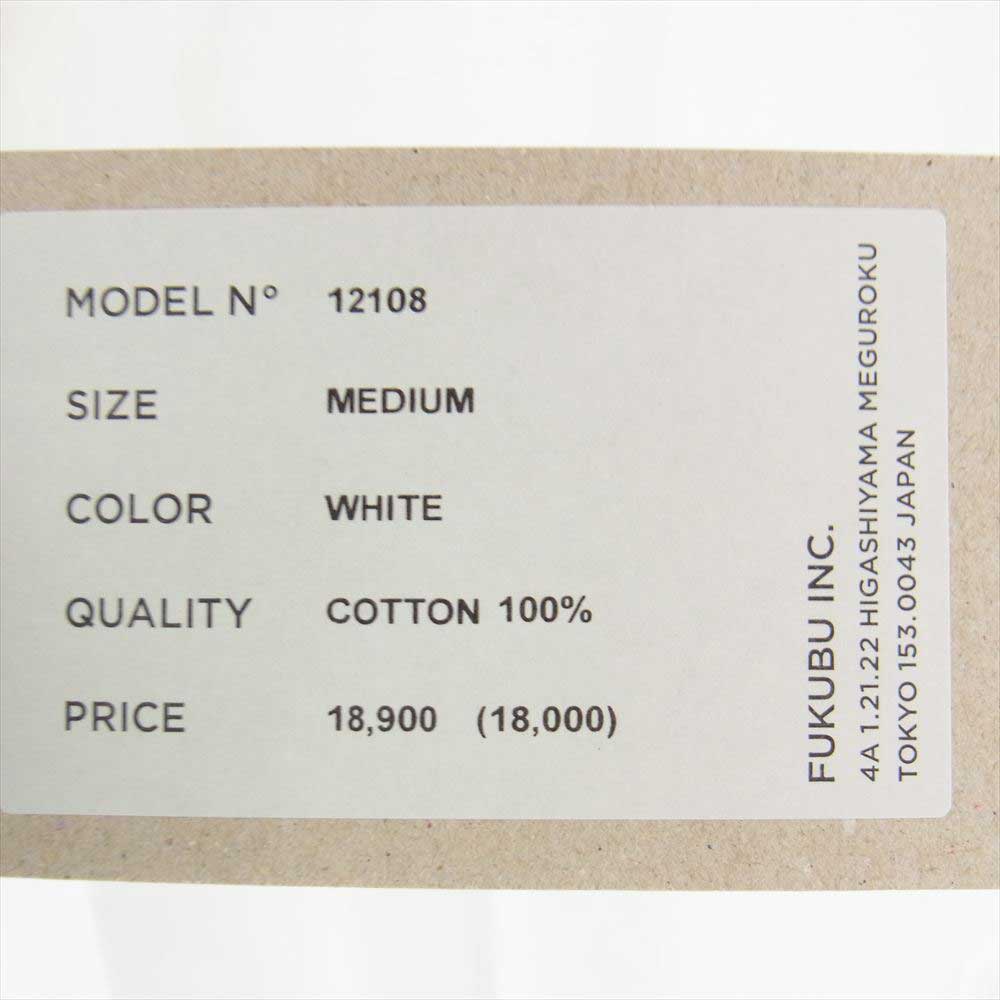 MODEL N° 12108
SIZE MEDIUM
COLOR WHITE
QUALITY COTTON 100%
PRICE 18,900 (18,000)
FUKUBU INC.
4A 1.21.22 HIGASHIYAMA MEGUROKU
TOKYO 153.0043 JAPAN